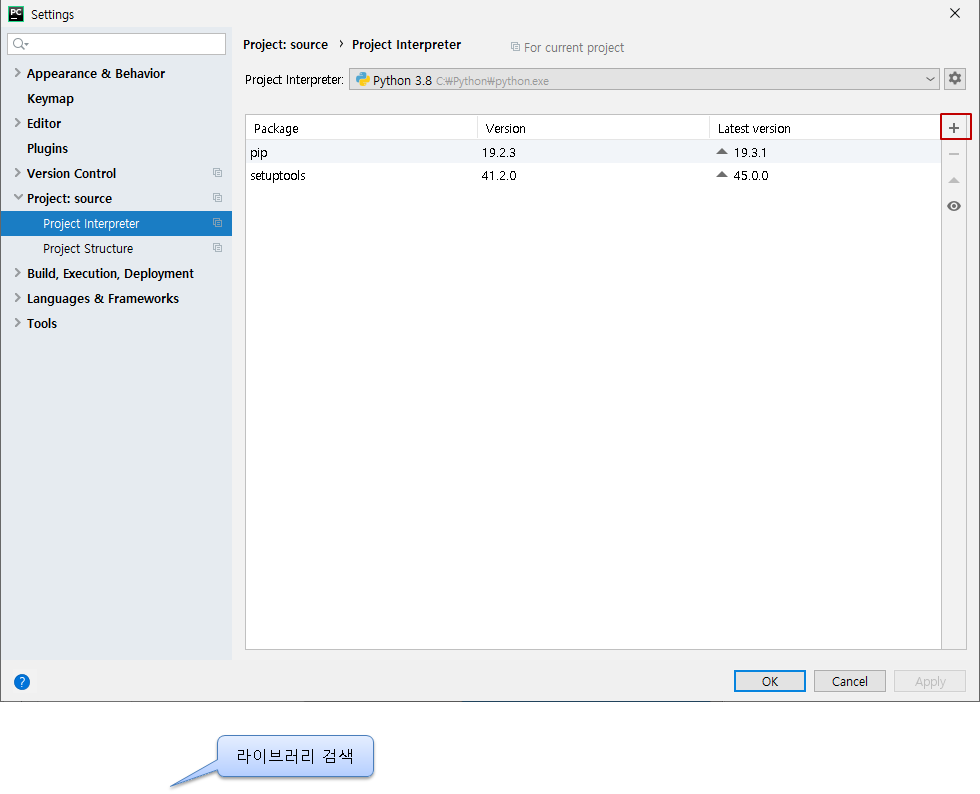 PC Settings
Project: source › Project Interpreter For current project
Project Interpreter: Python 3.8 C:₩Python₩python.exe
Appearance & Behavior
Keymap
Editor
Plugins
Version Control
Project: source
Project Interpreter
Project Structure
Build, Execution, Deployment
Languages & Frameworks
Tools
Package Version Latest version
pip 19.2.3 19.3.1
setuptools 41.2.0 45.0.0
?
OK Cancel Apply
라이브러리 검색